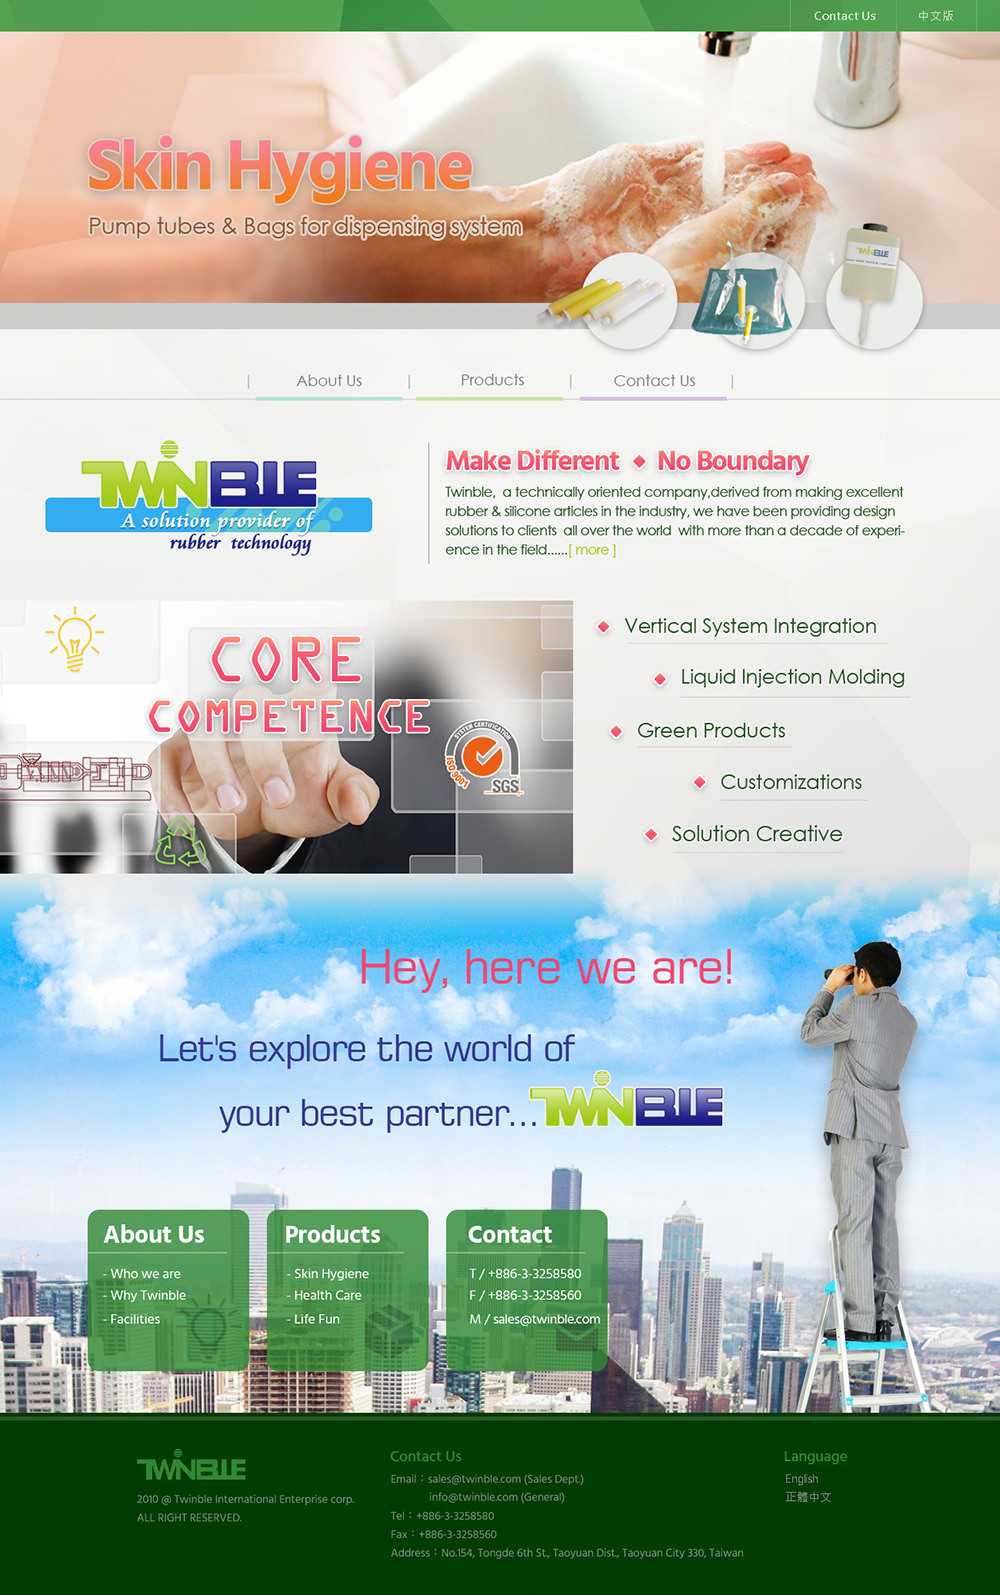 Contact Us
中文版
Skin Hygiene
Pump tubes & Bags for dispensing system
TWINBLE
About Us
Products
Contact Us
TWINBLE
A solution provider of
rubber technology
Make Different ◆ No Boundary
Twinble, a technically oriented company,derived from making excellent
rubber & silicone articles in the industry, we have been providing design
solutions to clients all over the world with more than a decade of experi-
ence in the field......[ more ]
CORE
COMPETENCE
SYSTEM CERTIFICATION
ISO 9001
SGS
Vertical System Integration
Liquid Injection Molding
Green Products
Customizations
Solution Creative
Hey, here we are!
Let's explore the world of
your best partner... TWINBLE
About Us
- Who we are
- Why Twinble
- Facilities
Products
- Skin Hygiene
- Health Care
- Life Fun
Contact
T / +886-3-3258580
F / +886-3-3258560
M / sales@twinble.com
TWINBLE
2010 @ Twinble International Enterprise corp.
ALL RIGHT RESERVED.
Contact Us
Email：sales@twinble.com (Sales Dept.)
info@twinble.com (General)
Tel：+886-3-3258580
Fax：+886-3-3258560
Address：No.154, Tongde 6th St., Taoyuan Dist., Taoyuan City 330, Taiwan
Language
English
正體中文